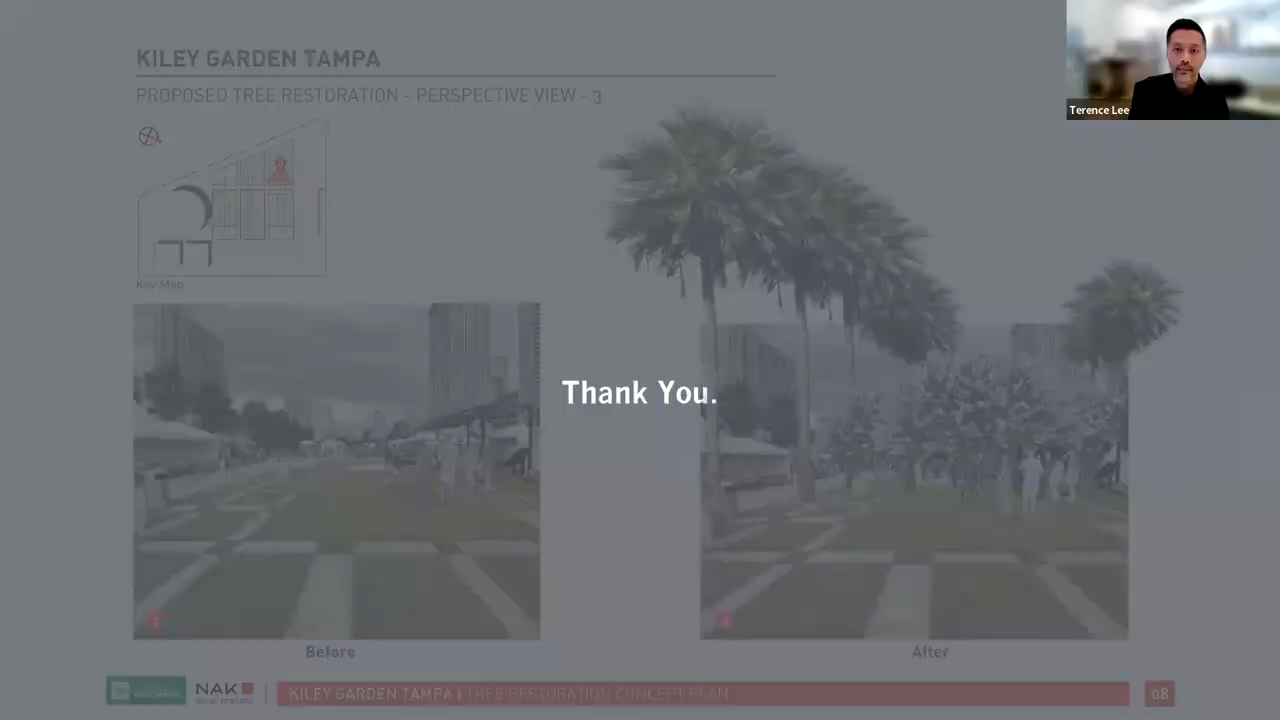 KILEY GARDEN TAMPA
PROPOSED TREE RESTORATION - PERSPECTIVE VIEW - 3
Terence Lee
Key Map
Thank You.
Before
After
NAK
KILEY GARDEN TAMPA | TREE RESTORATION CONCEPT PLAN
08